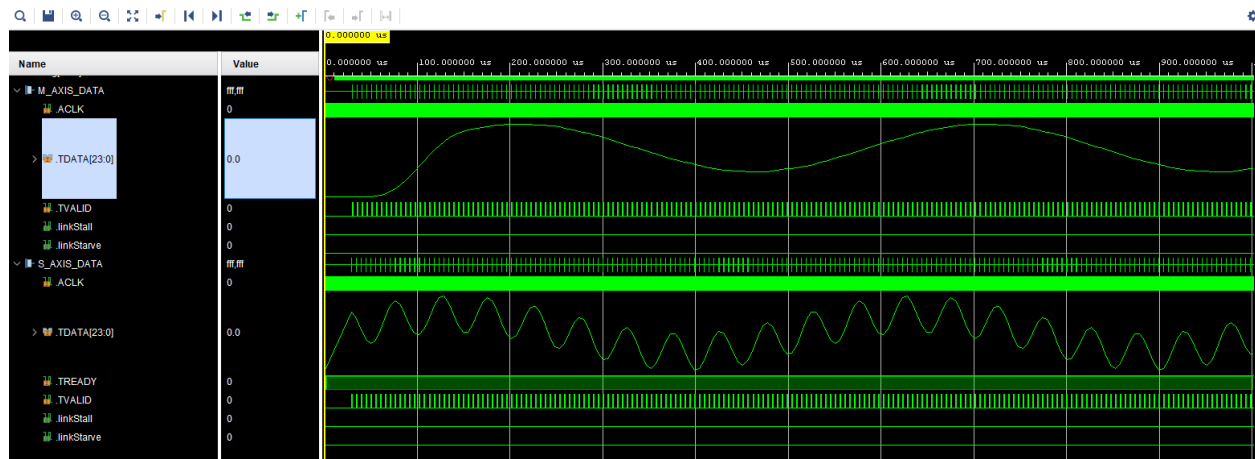 0.000000 us
Name Value
0.000000 us 100.000000 us 200.000000 us 300.000000 us 400.000000 us 500.000000 us 600.000000 us 700.000000 us 800.000000 us 900.000000 us
M_AXIS_DATA fff,fff
.ACLK 0
.TDATA[23:0] 0.0
.TVALID 0
.linkStall 0
.linkStarve 0
S_AXIS_DATA fff,fff
.ACLK 0
.TDATA[23:0] 0.0
.TREADY 0
.TVALID 0
.linkStall 0
.linkStarve 0